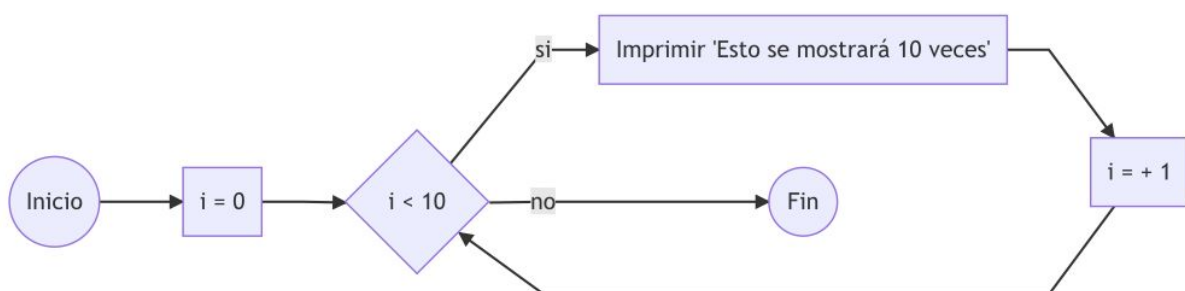 Inicio
i = 0
i < 10
si
Imprimir 'Esto se mostrará 10 veces'
i = + 1
no
Fin